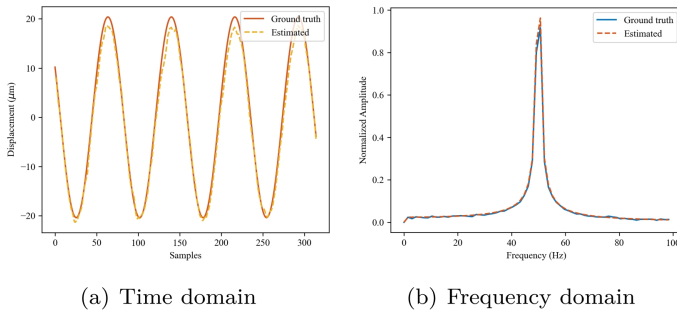 20
10
0
−10
−20
Displacement (μm)
0
50
100
150
200
250
300
Samples
Ground truth
Estimated
(a) Time domain
1.0
0.8
0.6
0.4
0.2
0.0
Normalized Amplitude
0
20
40
60
80
100
Frequency (Hz)
Ground truth
Estimated
(b) Frequency domain